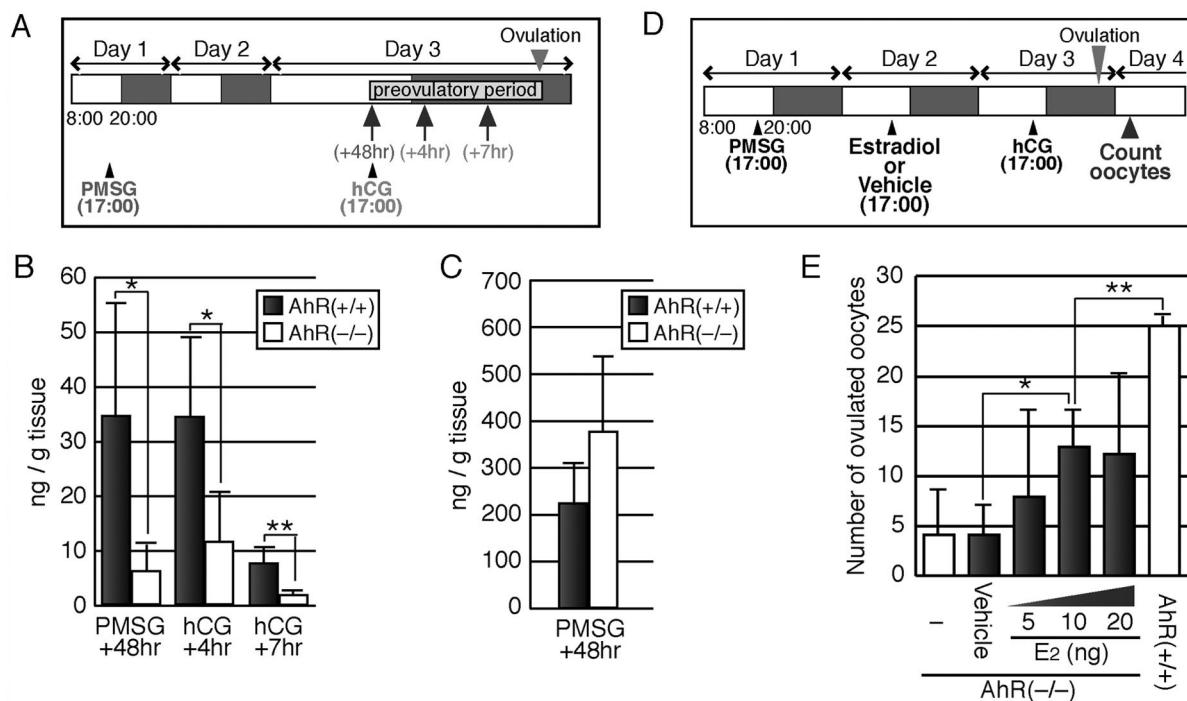 A
Day 1
Day 2
Day 3
Ovulation
preovulatory period
8:00
20:00
(+48hr)
(+4hr)
(+7hr)
PMSG
(17:00)
hCG
(17:00)
D
Ovulation
Day 1
Day 2
Day 3
Day 4
8:00
20:00
PMSG
(17:00)
Estradiol
or
Vehicle
(17:00)
hCG
(17:00)
Count
oocytes
B
ng / g tissue
60
50
40
30
20
10
0
AhR(+/+)
AhR(−/−)
*
*
**
PMSG
+48hr
hCG
+4hr
hCG
+7hr
C
ng / g tissue
700
600
500
400
300
200
100
0
AhR(+/+)
AhR(−/−)
PMSG
+48hr
E
Number of ovulated oocytes
30
25
20
15
10
5
0
*
**
−
Vehicle
5
10
20
E2 (ng)
AhR(−/−)
AhR(+/+)